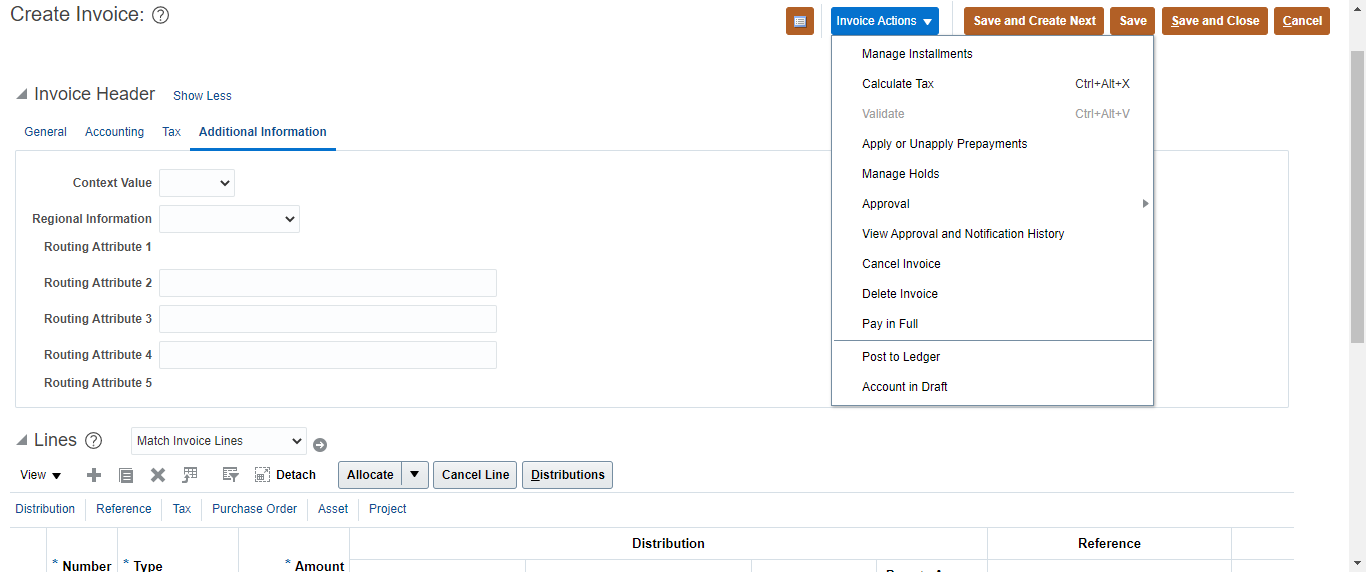 Create Invoice: ?
Invoice Actions
Save and Create Next
Save
Save and Close
Cancel
Manage Installments
Calculate Tax Ctrl+Alt+X
Validate Ctrl+Alt+V
Apply or Unapply Prepayments
Manage Holds
Approval
View Approval and Notification History
Cancel Invoice
Delete Invoice
Pay in Full
Post to Ledger
Account in Draft
Invoice Header Show Less
General Accounting Tax Additional Information
Context Value
Regional Information
Routing Attribute 1
Routing Attribute 2
Routing Attribute 3
Routing Attribute 4
Routing Attribute 5
Lines ? Match Invoice Lines
View Detach Allocate Cancel Line Distributions
Distribution Reference Tax Purchase Order Asset Project
Distribution Reference
* Number * Type * Amount